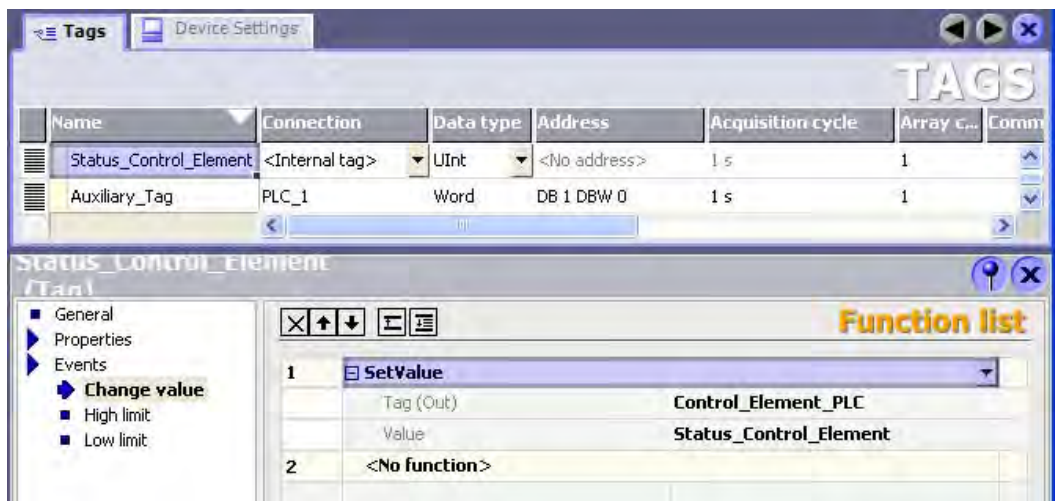 Tags Device Settings
TAGS
Name Connection Data type Address Acquisition cycle Array c... Comm
Status_Control_Element <Internal tag> UInt <No address> 1 s 1
Auxiliary_Tag PLC_1 Word DB 1 DBW 0 1 s 1
Status_Control_Element
(Tag)
General
Properties
Events
Change value
High limit
Low limit
Function list
1 SetValue
Tag (Out) Control_Element_PLC
Value Status_Control_Element
2 <No function>